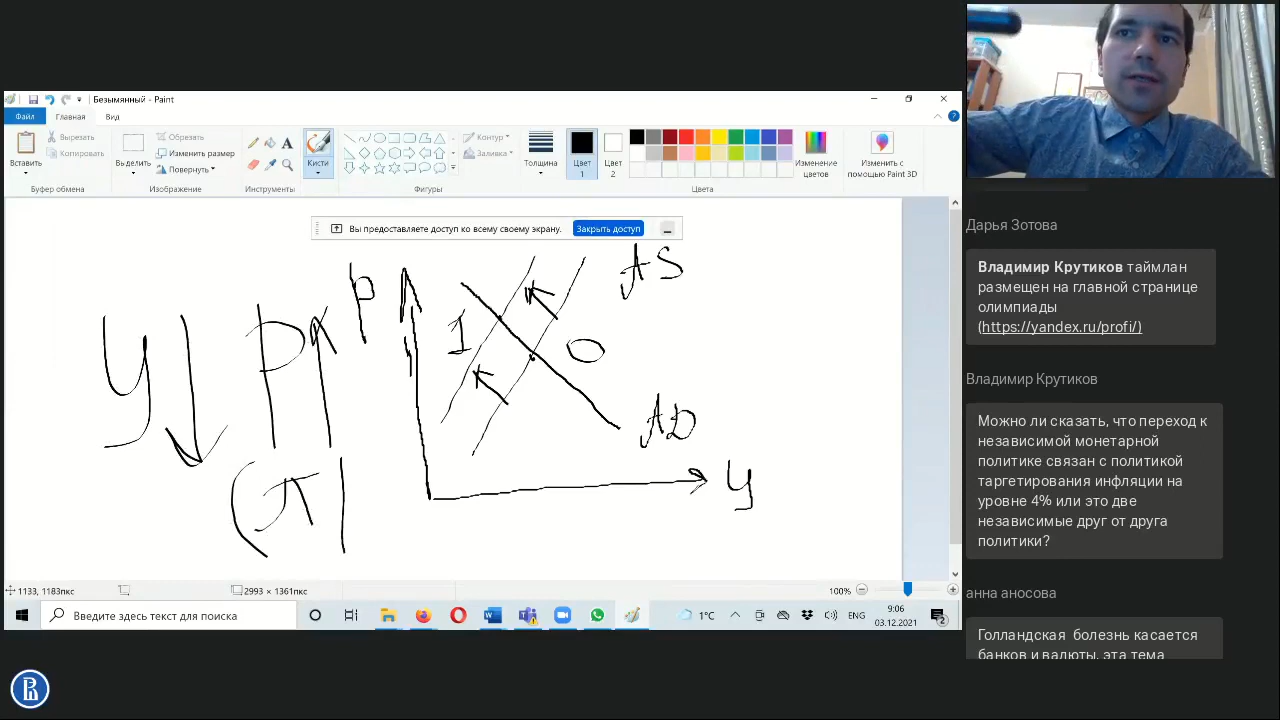 Безымянный - Paint
Файл
Главная
Вид
Вставить
Вырезать
Копировать
Буфер обмена
Выделить
Обрезать
Изменить размер
Повернуть
Изображение
A
Инструменты
Кисти
Контур
Заливка
Фигуры
Толщина
Цвет
1
Цвет
2
Изменение
цветов
Цвета
Изменить с
помощью Paint 3D
Вы предоставляете доступ ко всему своему экрану.
Закрыть доступ
P
AS
I
O
AD
y
y
P
(π)
1133, 1183пкс
2993 × 1361пкс
100%
Введите здесь текст для поиска
1°C
ENG
9:06
03.12.2021
2
Дарья Зотова
Владимир Крутиков таймлан
размещен на главной странице
олимпиады
(https://yandex.ru/profi/)
Владимир Крутиков
Можно ли сказать, что переход к
независимой монетарной
политике связан с политикой
таргетирования инфляции на
уровне 4% или это две
независимые друг от друга
политики?
анна аносова
Голландская болезнь касается
банков и валюты, эта тема